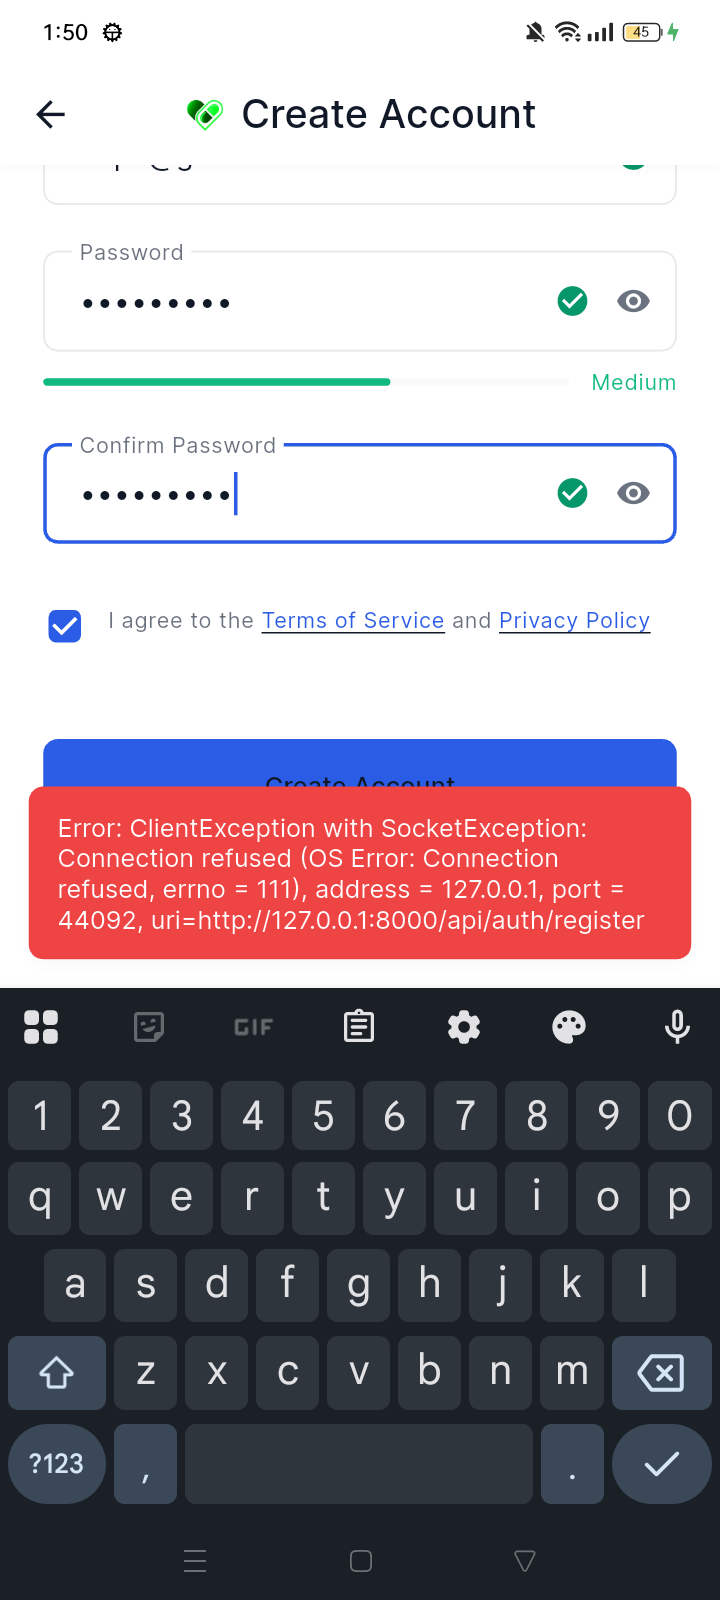 1:50
45
Create Account
Password
•••••••••
Medium
Confirm Password
•••••••••
I agree to the Terms of Service and Privacy Policy
Create Account
Error: ClientException with SocketException:
Connection refused (OS Error: Connection
refused, errno = 111), address = 127.0.0.1, port =
44092, uri=http://127.0.0.1:8000/api/auth/register
GIF
1 2 3 4 5 6 7 8 9 0
q w e r t y u i o p
a s d f g h j k l
z x c v b n m
?123 , .